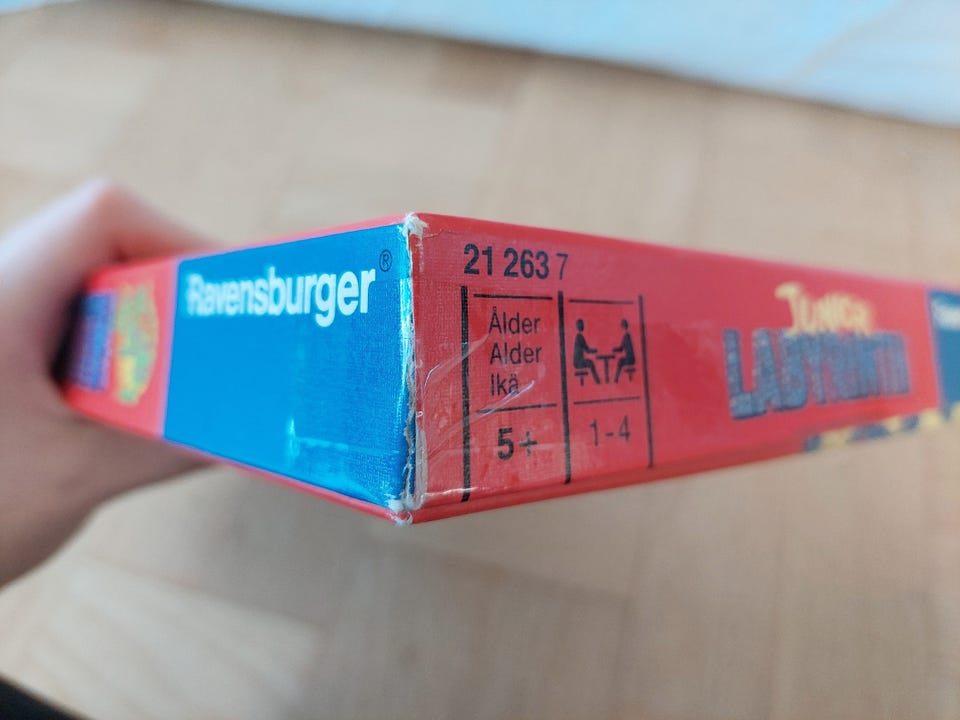 Ravensburger®
21 263 7
Ålder
Alder
Ikä
5+
1-4
JUNIOR
LABYRINTH